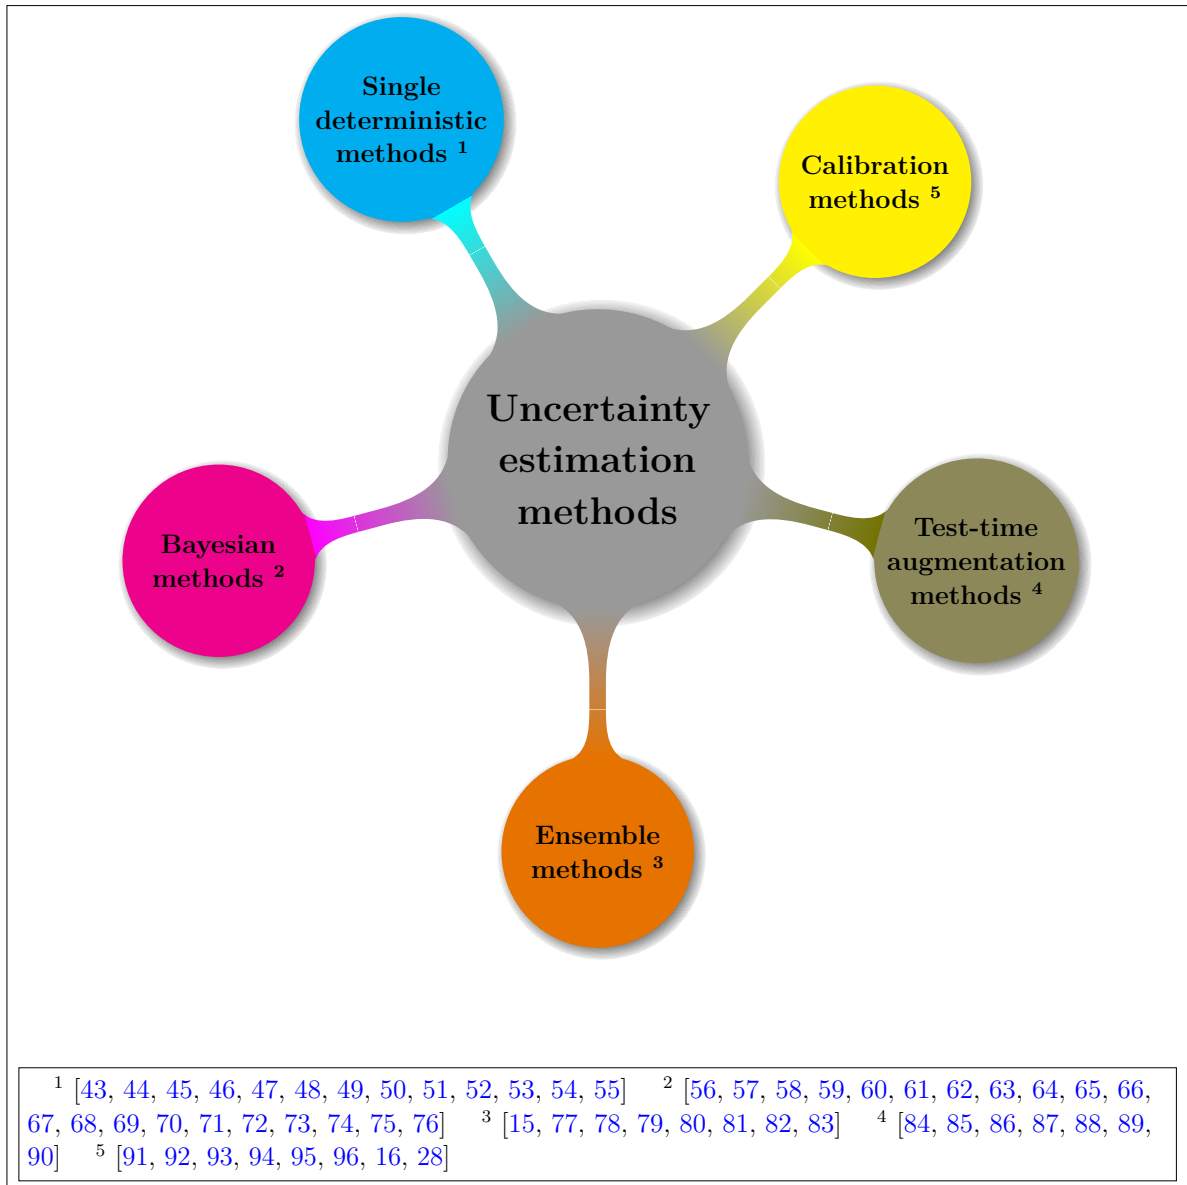 Single
deterministic
methods 1
Calibration
methods 5
Uncertainty
estimation
methods
Bayesian
methods 2
Test-time
augmentation
methods 4
Ensemble
methods 3
1 [43, 44, 45, 46, 47, 48, 49, 50, 51, 52, 53, 54, 55] 2 [56, 57, 58, 59, 60, 61, 62, 63, 64, 65, 66,
67, 68, 69, 70, 71, 72, 73, 74, 75, 76] 3 [15, 77, 78, 79, 80, 81, 82, 83] 4 [84, 85, 86, 87, 88, 89,
90] 5 [91, 92, 93, 94, 95, 96, 16, 28]